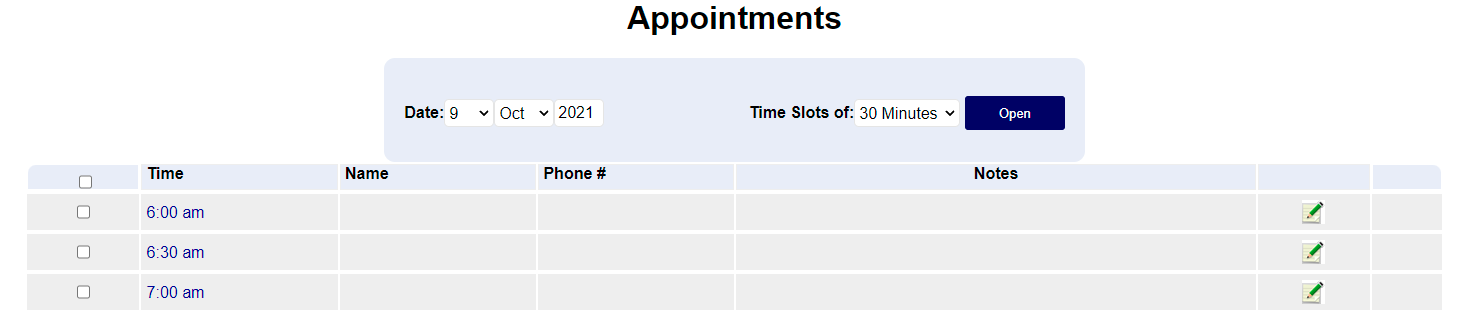 Appointments
Date: 9 Oct 2021 Time Slots of: 30 Minutes Open
Time Name Phone # Notes
6:00 am
6:30 am
7:00 am